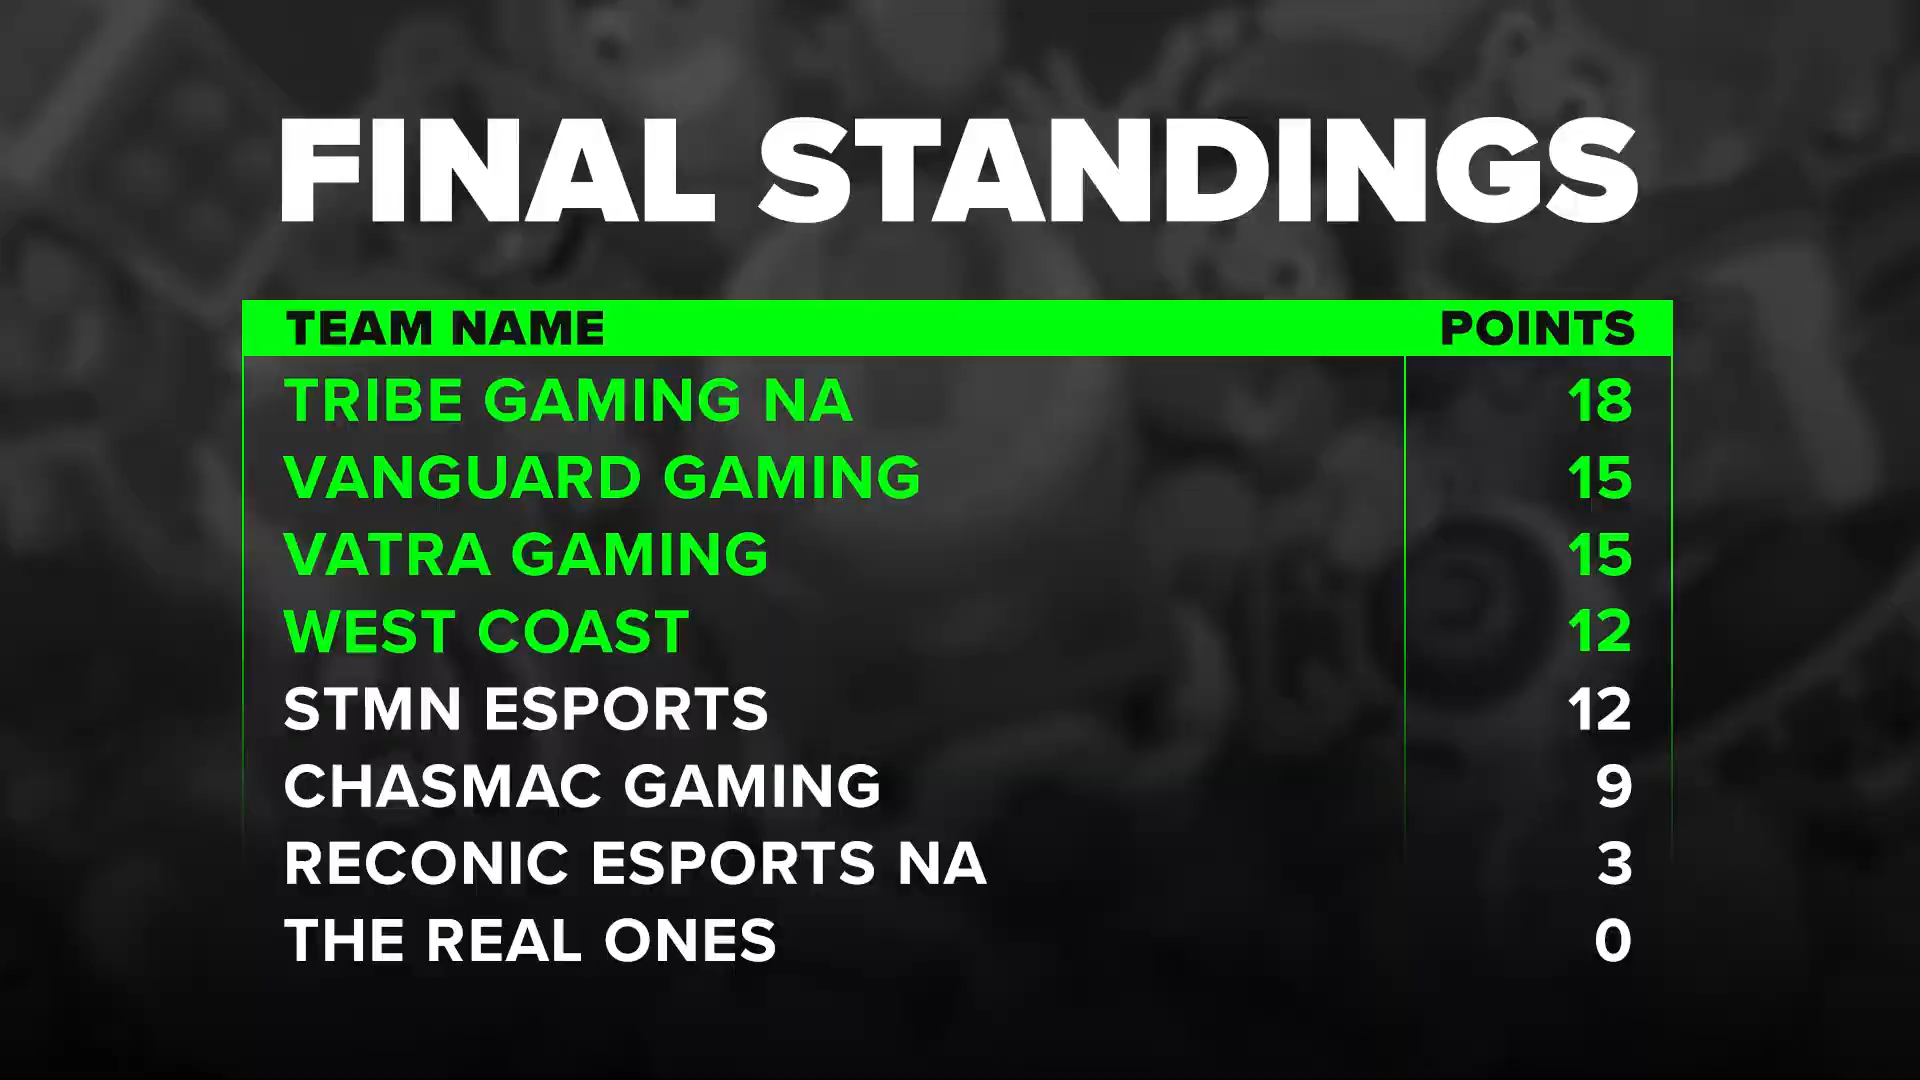 FINAL STANDINGS
TEAM NAME POINTS
TRIBE GAMING NA 18
VANGUARD GAMING 15
VATRA GAMING 15
WEST COAST 12
STMN ESPORTS 12
CHASMAC GAMING 9
RECONIC ESPORTS NA 3
THE REAL ONES 0